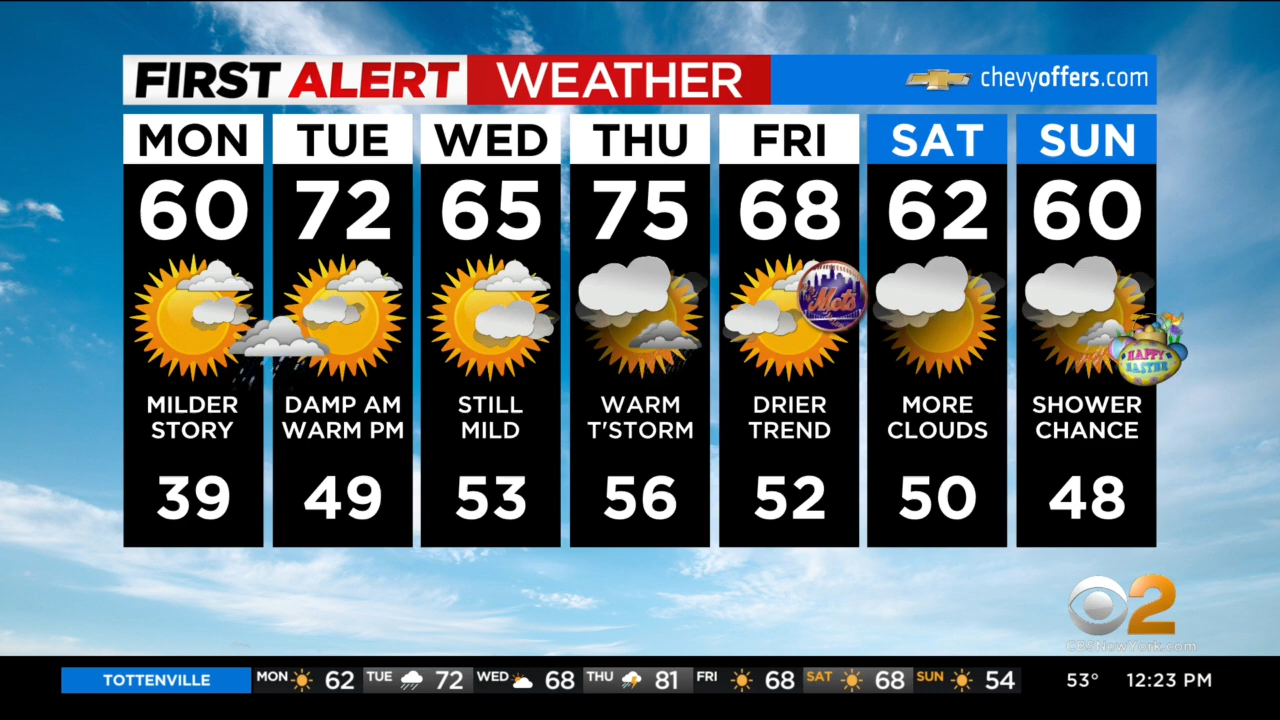 FIRST ALERT WEATHER chevyoffers.com
MON TUE WED THU FRI SAT SUN
60 72 65 75 68 62 60
Mets
HAPPY
EASTER
MILDER STORY
DAMP AM WARM PM
STILL MILD
WARM T'STORM
DRIER TREND
MORE CLOUDS
SHOWER CHANCE
39 49 53 56 52 50 48
2
CBSNewYork.com
TOTTENVILLE MON 62 TUE 72 WED 68 THU 81 FRI 68 SAT 68 SUN 54 53° 12:23 PM